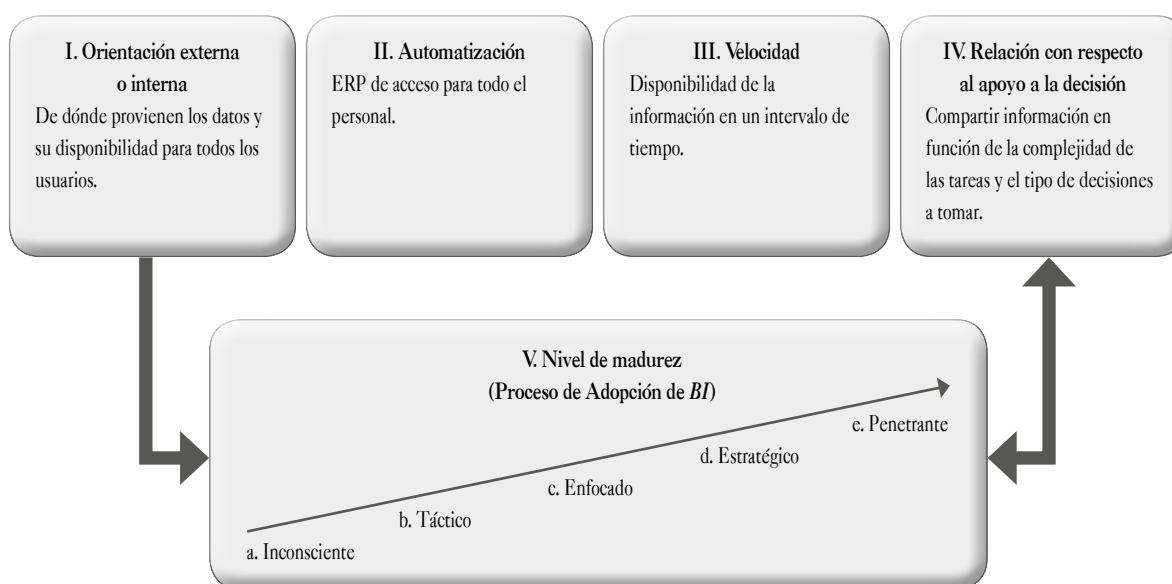 I. Orientación externa
o interna
De dónde provienen los datos y
su disponibilidad para todos los
usuarios.
II. Automatización
ERP de acceso para todo el
personal.
III. Velocidad
Disponibilidad de la
información en un intervalo de
tiempo.
IV. Relación con respecto
al apoyo a la decisión
Compartir información en
función de la complejidad de
las tareas y el tipo de decisiones
a tomar.
V. Nivel de madurez
(Proceso de Adopción de BI)
a. Inconsciente
b. Táctico
c. Enfocado
d. Estratégico
e. Penetrante